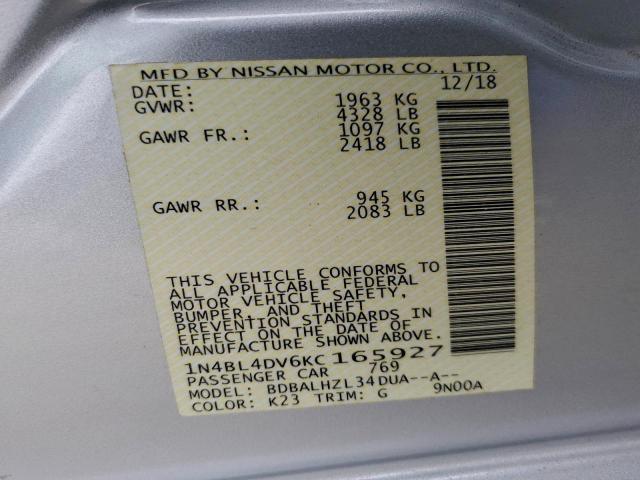 MFD BY NISSAN MOTOR CO., LTD.
DATE: 12/18
GVWR: 1963 KG
4328 LB
GAWR FR.: 1097 KG
2418 LB
GAWR RR.: 945 KG
2083 LB
THIS VEHICLE CONFORMS TO
ALL APPLICABLE FEDERAL
MOTOR VEHICLE SAFETY,
BUMPER, AND THEFT
PREVENTION STANDARDS IN
EFFECT ON THE DATE OF
MANUFACTURE SHOWN ABOVE.
1N4BL4DV6KC165927
PASSENGER CAR 769
MODEL: BDBALHZL34DUA--A--
COLOR: K23 TRIM: G 9N00A